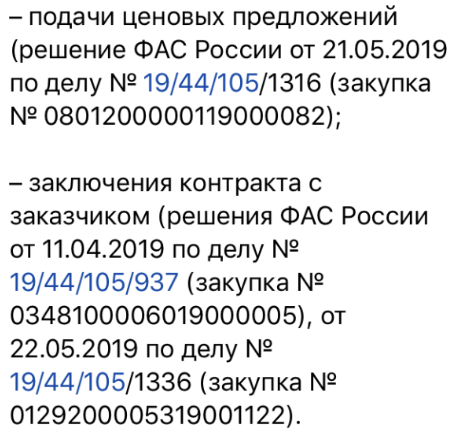 – подачи ценовых предложений
(решение ФАС России от 21.05.2019
по делу № 19/44/105/1316 (закупка
№ 0801200000119000082);
– заключения контракта с
заказчиком (решения ФАС России
от 11.04.2019 по делу №
19/44/105/937 (закупка №
0348100006019000005), от
22.05.2019 по делу №
19/44/105/1336 (закупка №
0129200005319001122).